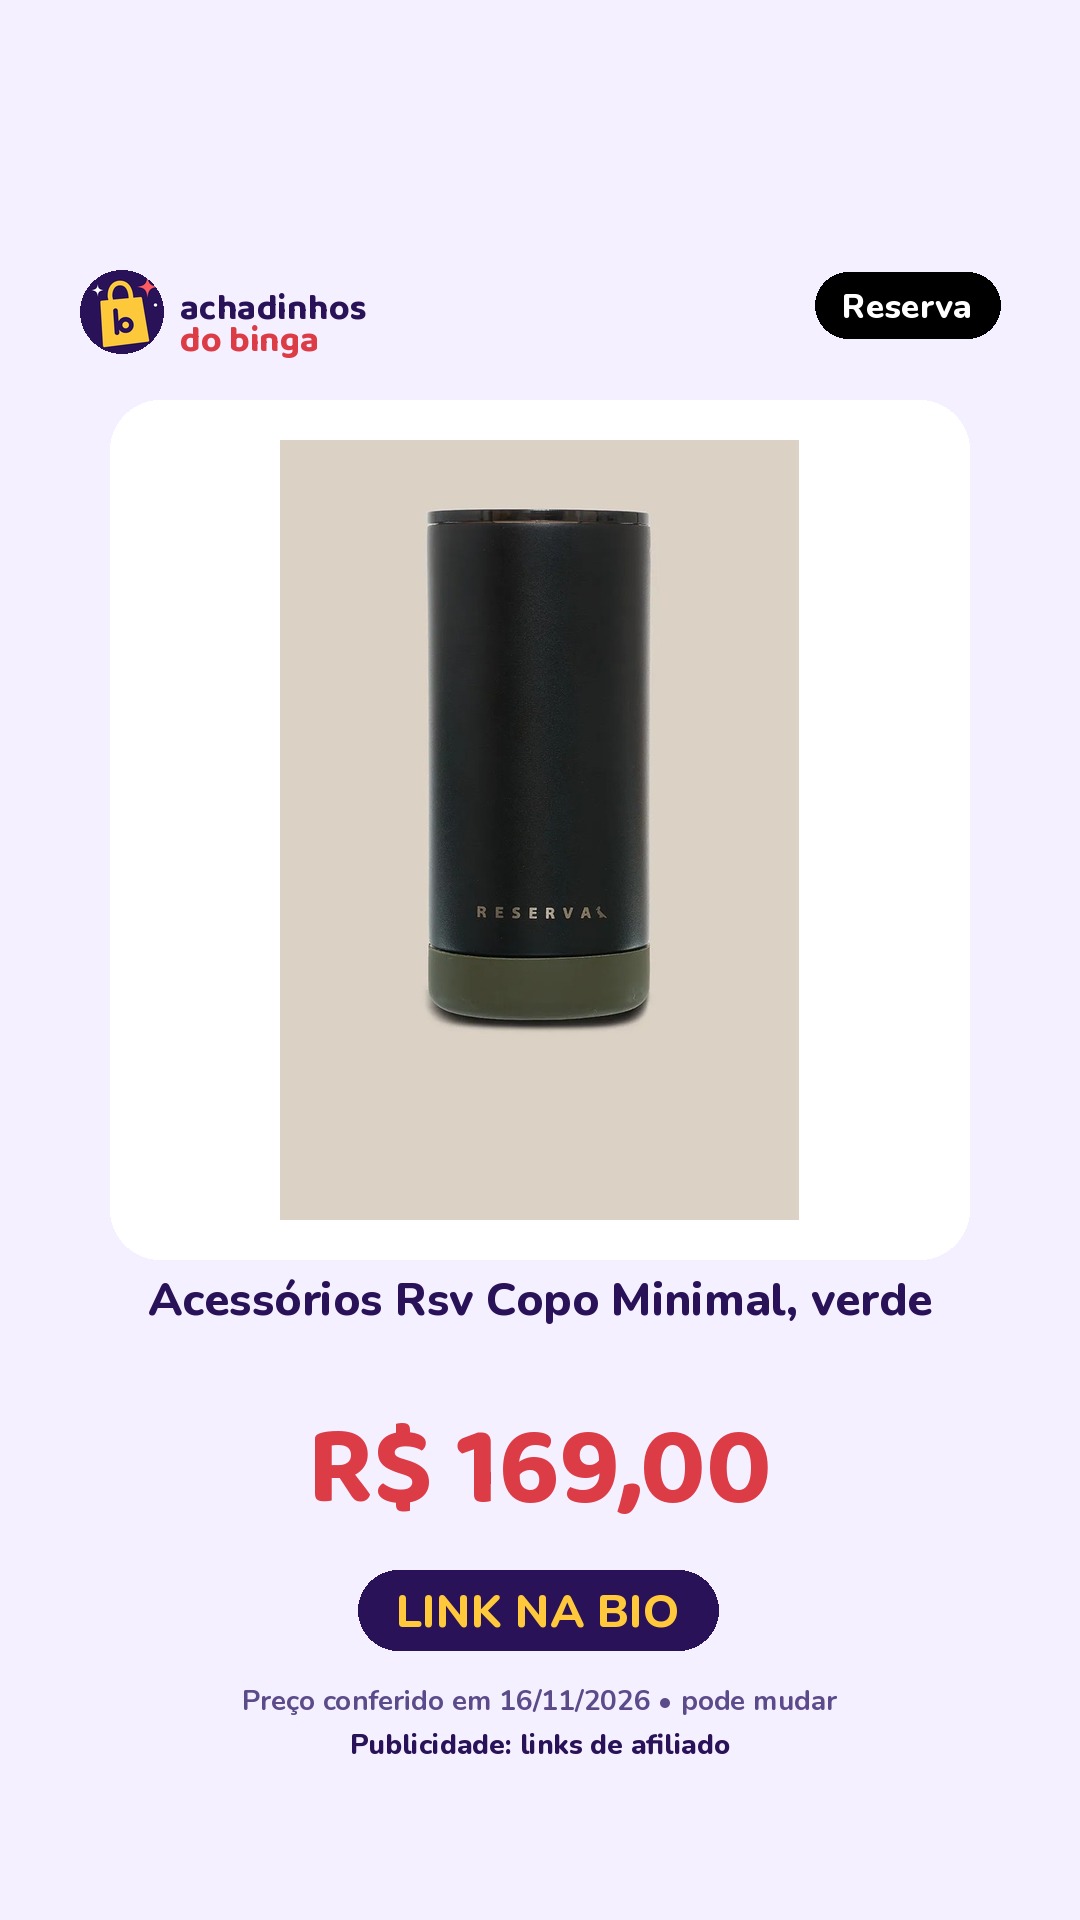 achadinhos
do binga
Reserva
RESERVA
Acessórios Rsv Copo Minimal, verde
R$ 169,00
LINK NA BIO
Preço conferido em 16/11/2026 • pode mudar
Publicidade: links de afiliado